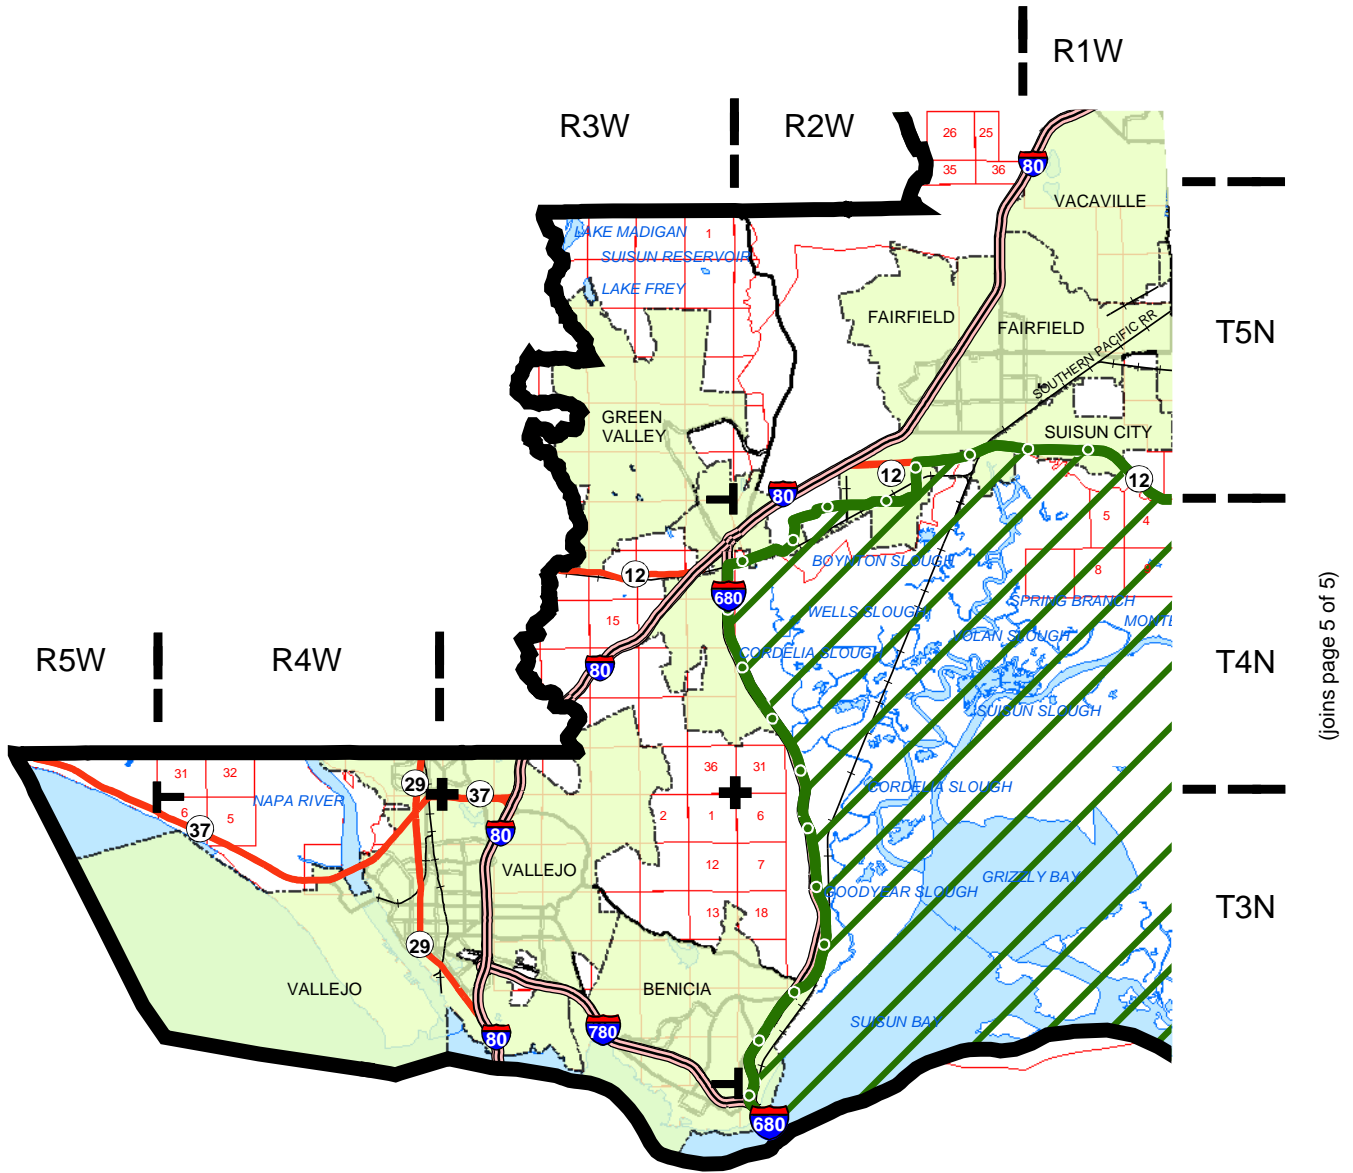 R1W
R3W
R2W
26
25
35
36
80
VACAVILLE
LAKE MADIGAN
1
SUISUN RESERVOIR
LAKE FREY
FAIRFIELD
FAIRFIELD
SOUTHERN PACIFIC RR
T5N
GREEN
VALLEY
SUISUN CITY
12
12
80
5
4
BOYNTON SLOUGH
8
12
680
SPRING BRANCH
WELLS SLOUGH
15
MONTE
VOLAN SLOUGH
CORDELIA SLOUGH
R5W
R4W
80
T4N
(joins page 5 of 5)
SUISUN SLOUGH
31
32
36
31
29
37
CORDELIA SLOUGH
NAPA RIVER
6
5
2
1
6
37
80
VALLEJO
12
7
GRIZZLY BAY
GOODYEAR SLOUGH
T3N
13
18
29
VALLEJO
BENICIA
SUISUN BAY
80
780
680